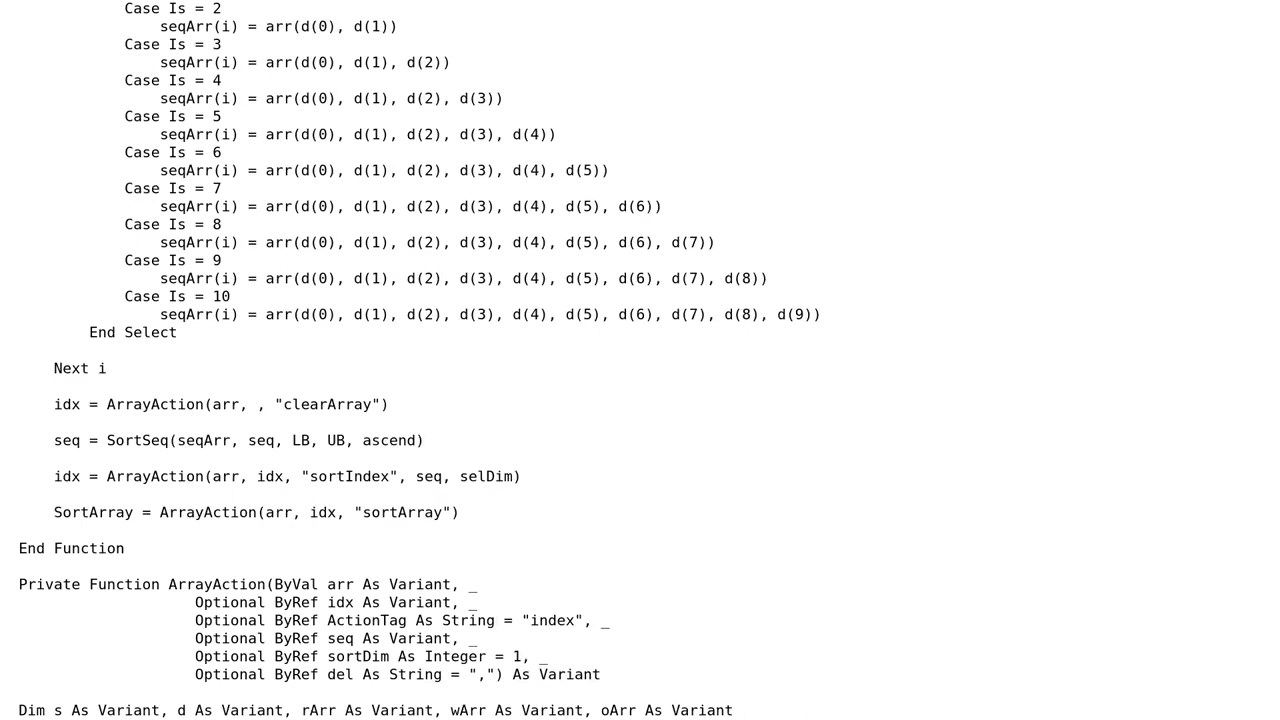 Case Is = 2
seqArr(i) = arr(d(0), d(1))
Case Is = 3
seqArr(i) = arr(d(0), d(1), d(2))
Case Is = 4
seqArr(i) = arr(d(0), d(1), d(2), d(3))
Case Is = 5
seqArr(i) = arr(d(0), d(1), d(2), d(3), d(4))
Case Is = 6
seqArr(i) = arr(d(0), d(1), d(2), d(3), d(4), d(5))
Case Is = 7
seqArr(i) = arr(d(0), d(1), d(2), d(3), d(4), d(5), d(6))
Case Is = 8
seqArr(i) = arr(d(0), d(1), d(2), d(3), d(4), d(5), d(6), d(7))
Case Is = 9
seqArr(i) = arr(d(0), d(1), d(2), d(3), d(4), d(5), d(6), d(7), d(8))
Case Is = 10
seqArr(i) = arr(d(0), d(1), d(2), d(3), d(4), d(5), d(6), d(7), d(8), d(9))
End Select
Next i
idx = ArrayAction(arr, , "clearArray")
seq = SortSeq(seqArr, seq, LB, UB, ascend)
idx = ArrayAction(arr, idx, "sortIndex", seq, selDim)
SortArray = ArrayAction(arr, idx, "sortArray")
End Function
Private Function ArrayAction(ByVal arr As Variant, _
Optional ByRef idx As Variant, _
Optional ByRef ActionTag As String = "index", _
Optional ByRef seq As Variant, _
Optional ByRef sortDim As Integer = 1, _
Optional ByRef del As String = ",") As Variant
Dim s As Variant, d As Variant, rArr As Variant, wArr As Variant, oArr As Variant